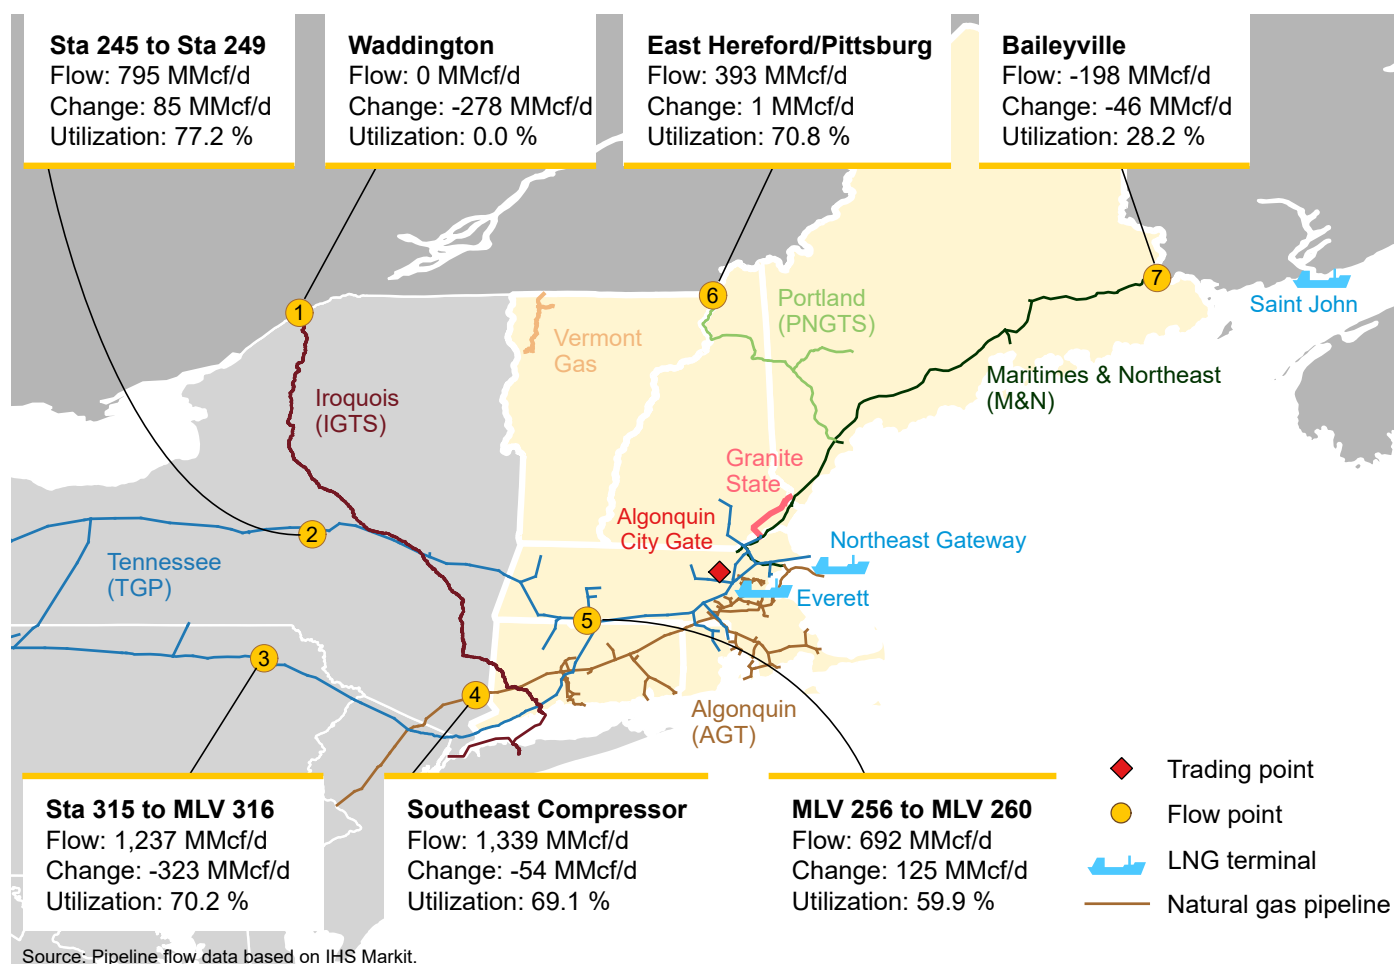 Sta 245 to Sta 249
Flow: 795 MMcf/d
Change: 85 MMcf/d
Utilization: 77.2 %
Waddington
Flow: 0 MMcf/d
Change: -278 MMcf/d
Utilization: 0.0 %
East Hereford/Pittsburg
Flow: 393 MMcf/d
Change: 1 MMcf/d
Utilization: 70.8 %
Baileyville
Flow: -198 MMcf/d
Change: -46 MMcf/d
Utilization: 28.2 %
1
6
7
Portland
(PNGTS)
Saint John
Vermont
Gas
Iroquois
(IGTS)
Maritimes & Northeast
(M&N)
Granite
State
Algonquin
City Gate
2
Northeast Gateway
Tennessee
(TGP)
Everett
5
3
4
Algonquin
(AGT)
Sta 315 to MLV 316
Flow: 1,237 MMcf/d
Change: -323 MMcf/d
Utilization: 70.2 %
Southeast Compressor
Flow: 1,339 MMcf/d
Change: -54 MMcf/d
Utilization: 69.1 %
MLV 256 to MLV 260
Flow: 692 MMcf/d
Change: 125 MMcf/d
Utilization: 59.9 %
Trading point
Flow point
LNG terminal
Natural gas pipeline
Source: Pipeline flow data based on IHS Markit.